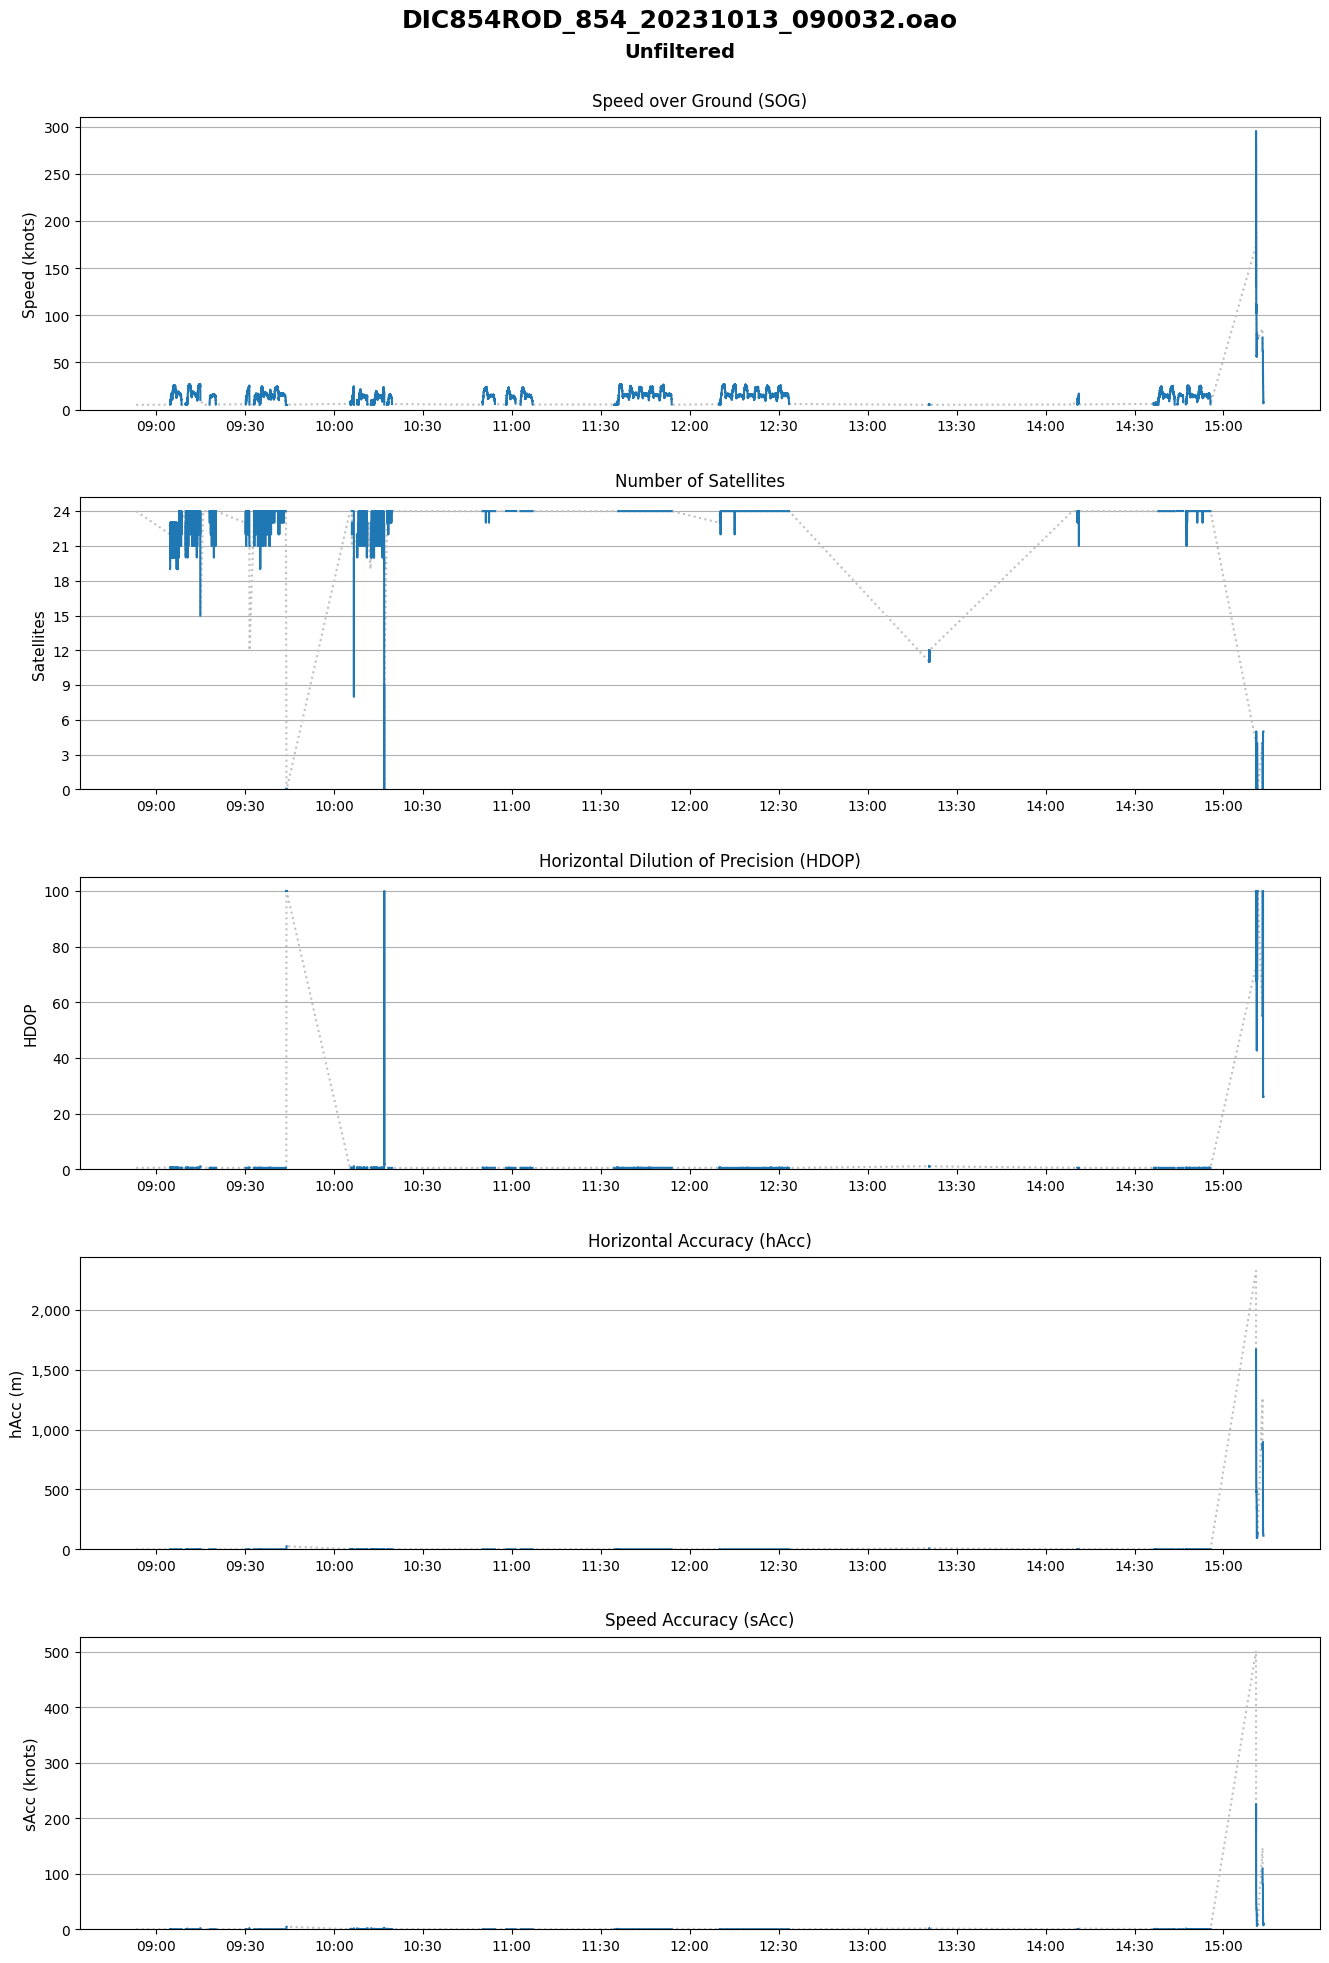 DIC854ROD_854_20231013_090032.oao
Unfiltered
Speed over Ground (SOG)
Speed (knots)
300
250
200
150
100
50
0
09:00 09:30 10:00 10:30 11:00 11:30 12:00 12:30 13:00 13:30 14:00 14:30 15:00
Number of Satellites
Satellites
24
21
18
15
12
9
6
3
0
09:00 09:30 10:00 10:30 11:00 11:30 12:00 12:30 13:00 13:30 14:00 14:30 15:00
Horizontal Dilution of Precision (HDOP)
HDOP
100
80
60
40
20
0
09:00 09:30 10:00 10:30 11:00 11:30 12:00 12:30 13:00 13:30 14:00 14:30 15:00
Horizontal Accuracy (hAcc)
hAcc (m)
2,000
1,500
1,000
500
0
09:00 09:30 10:00 10:30 11:00 11:30 12:00 12:30 13:00 13:30 14:00 14:30 15:00
Speed Accuracy (sAcc)
sAcc (knots)
500
400
300
200
100
0
09:00 09:30 10:00 10:30 11:00 11:30 12:00 12:30 13:00 13:30 14:00 14:30 15:00